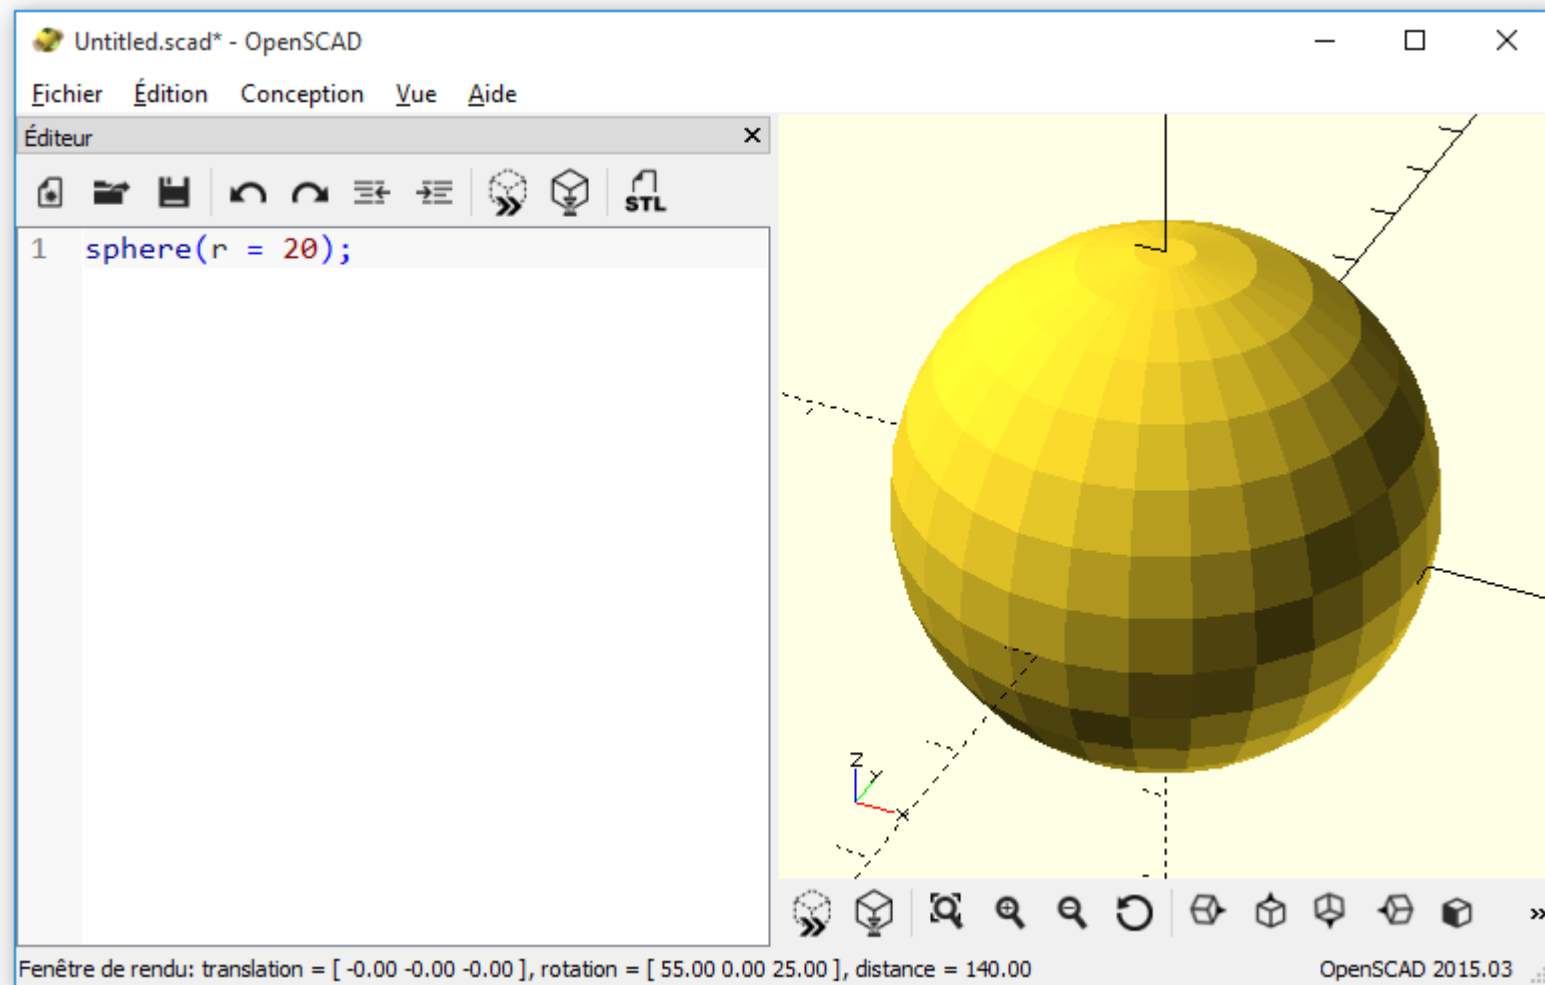 Untitled.scad* - OpenSCAD
Fichier Édition Conception Vue Aide
Éditeur
STL
1 sphere(r = 20);
Z
Y
X
Fenêtre de rendu: translation = [ -0.00 -0.00 -0.00 ], rotation = [ 55.00 0.00 25.00 ], distance = 140.00 OpenSCAD 2015.03